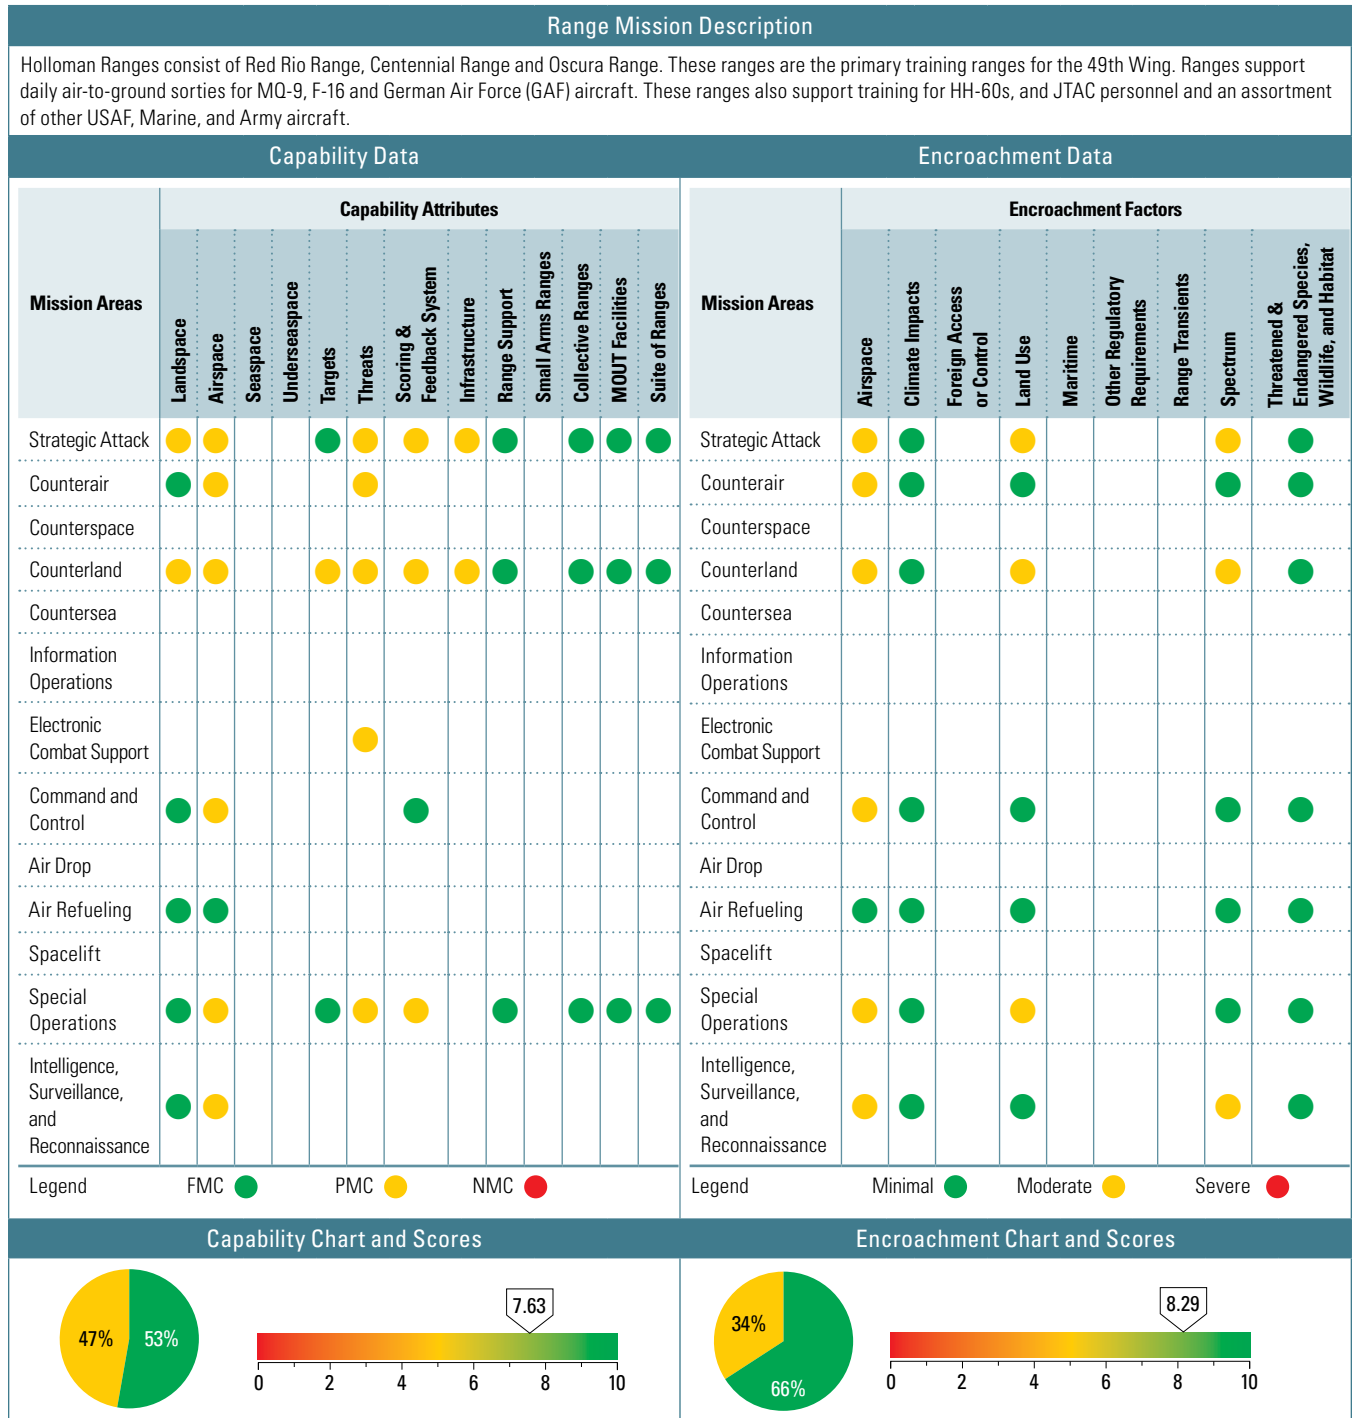 Range Mission Description
Holloman Ranges consist of Red Rio Range, Centennial Range and Oscura Range. These ranges are the primary training ranges for the 49th Wing. Ranges support
daily air-to-ground sorties for MQ-9, F-16 and German Air Force (GAF) aircraft. These ranges also support training for HH-60s, and JTAC personnel and an assortment
of other USAF, Marine, and Army aircraft.
Capability Data
Mission Areas
Capability Attributes
Landspace
Airspace
Seaspace
Underseaspace
Targets
Threats
Scoring &
Feedback System
Infrastructure
Range Support
Small Arms Ranges
Collective Ranges
MOUT Facilities
Suite of Ranges
Strategic Attack
Counterair
Counterspace
Counterland
Countersea
Information
Operations
Electronic
Combat Support
Command and
Control
Air Drop
Air Refueling
Spacelift
Special
Operations
Intelligence,
Surveillance,
and
Reconnaissance
Legend FMC PMC NMC
Encroachment Data
Mission Areas
Encroachment Factors
Airspace
Climate Impacts
Foreign Access
or Control
Land Use
Maritime
Other Regulatory
Requirements
Range Transients
Spectrum
Threatened &
Endangered Species,
Wildlife, and Habitat
Strategic Attack
Counterair
Counterspace
Counterland
Countersea
Information
Operations
Electronic
Combat Support
Command and
Control
Air Drop
Air Refueling
Spacelift
Special
Operations
Intelligence,
Surveillance,
and
Reconnaissance
Legend Minimal Moderate Severe
Capability Chart and Scores
47% 53%
7.63
0 2 4 6 8 10
Encroachment Chart and Scores
34%
66%
8.29
0 2 4 6 8 10